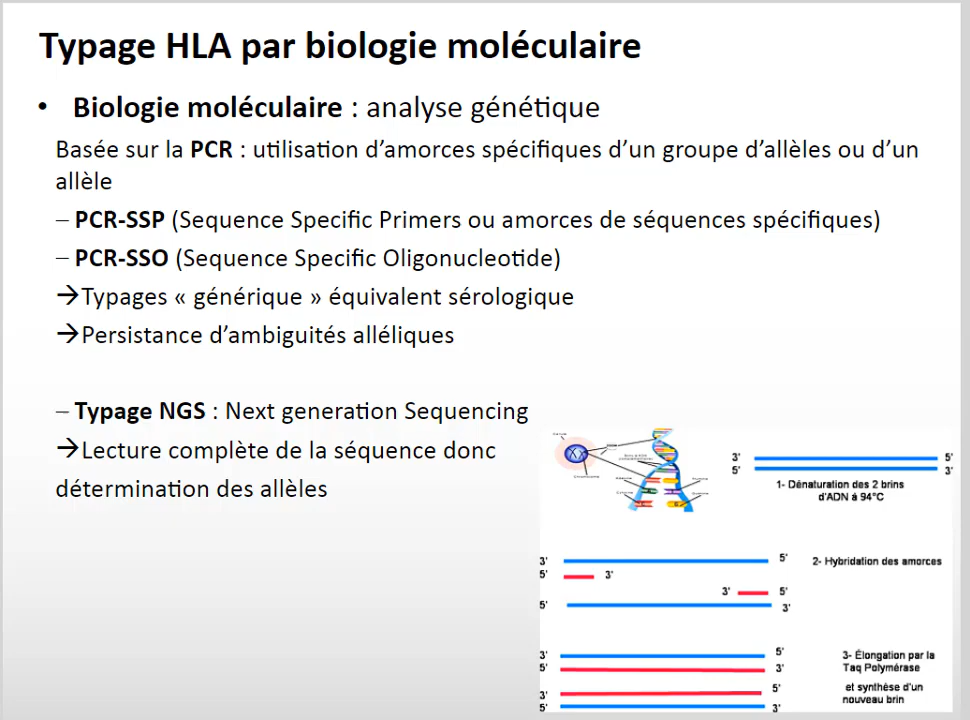 Typage HLA par biologie moléculaire
• Biologie moléculaire : analyse génétique
Basée sur la PCR : utilisation d’amorces spécifiques d’un groupe d’allèles ou d’un
allèle
– PCR-SSP (Sequence Specific Primers ou amorces de séquences spécifiques)
– PCR-SSO (Sequence Specific Oligonucleotide)
→Typages « générique » équivalent sérologique
→Persistance d’ambiguités alléliques
– Typage NGS : Next generation Sequencing
→Lecture complète de la séquence donc
détermination des allèles
3' 5'
5' 3'
1- Dénaturation des 2 brins
d'ADN à 94°C
3' 5'
2- Hybridation des amorces
5' 3'
3' 5'
5' 3'
3' 5'
5' 3'
3- Élongation par la
Taq Polymérase
3' 5'
5' 3'
et synthèse d'un
nouveau brin